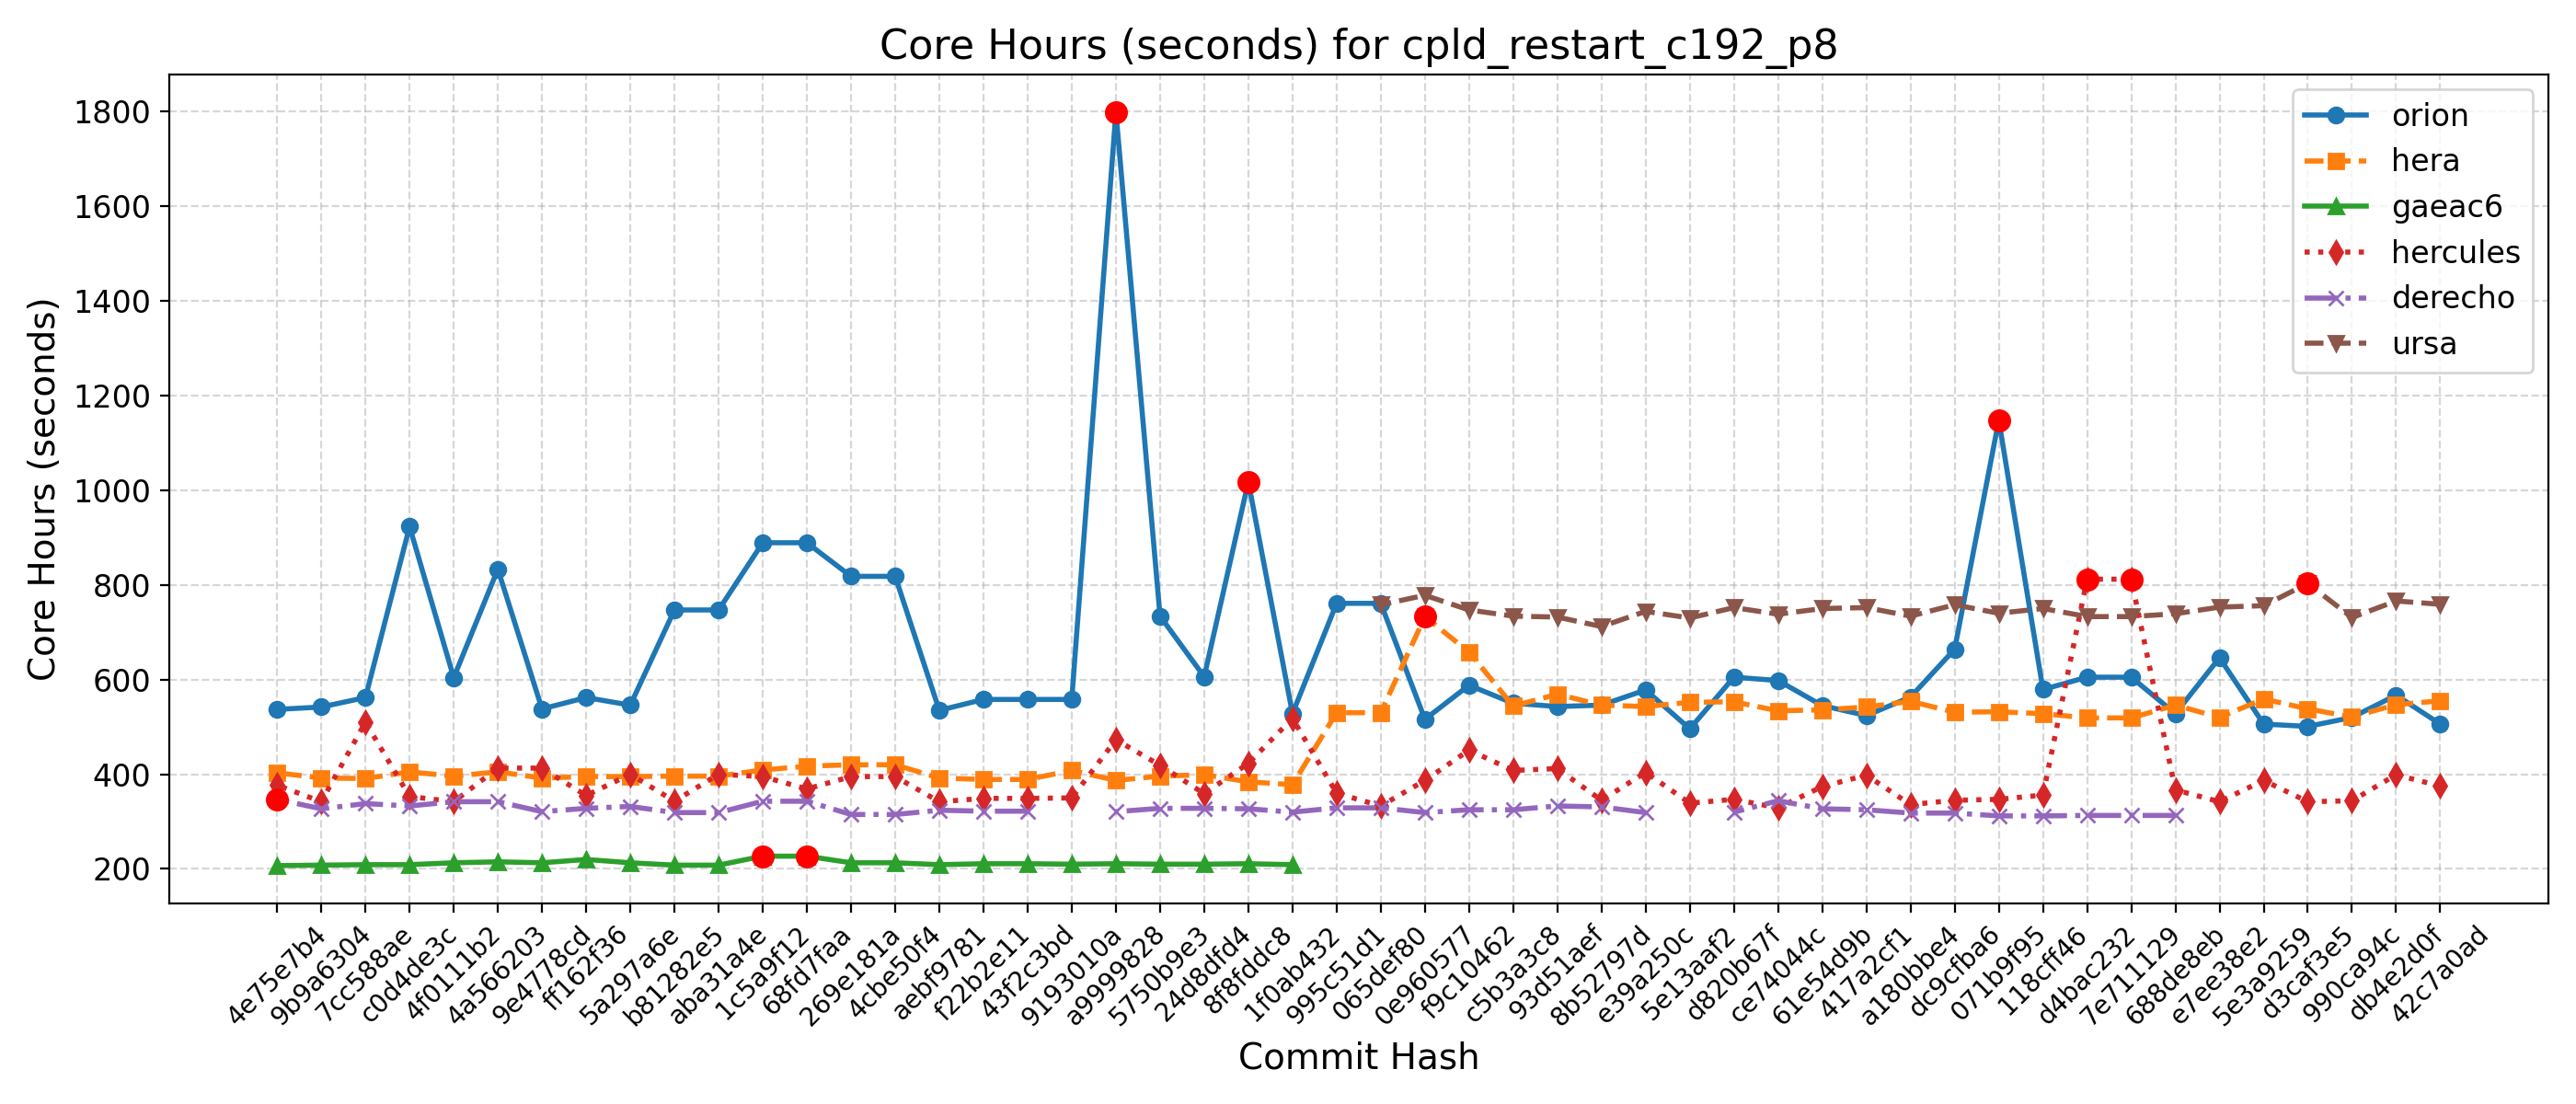 Core Hours (seconds) for cpld_restart_c192_p8
Core Hours (seconds)
1800
1600
1400
1200
1000
800
600
400
200
orion
hera
gaeac6
hercules
derecho
ursa
4e75e7b4
9b9a6304
7cc588ae
c0d4de3c
4f0111b2
4a566203
9e4778cd
ff162f36
5a297a6e
b81282e5
aba31a4e
1c5a9f12
68fd7faa
269e181a
4cbe50f4
aebf9781
f22b2e11
43f2c3bd
9193010a
a9999828
5750b9e3
24d8dfd4
8f8fddc8
1f0ab432
995c51d1
065def80
0e960577
f9c10462
c5b3a3c8
93d51aef
8b52797d
e39a250c
5e13aaf2
d820b67f
ce74044c
61e54d9b
417a2cf1
a180bbe4
dc9cfba6
071b9f95
118cff46
d4bac232
7e711129
688de8eb
e7ee38e2
5e3a9259
d3caf3e5
990ca94c
db4e2d0f
42c7a0ad
Commit Hash